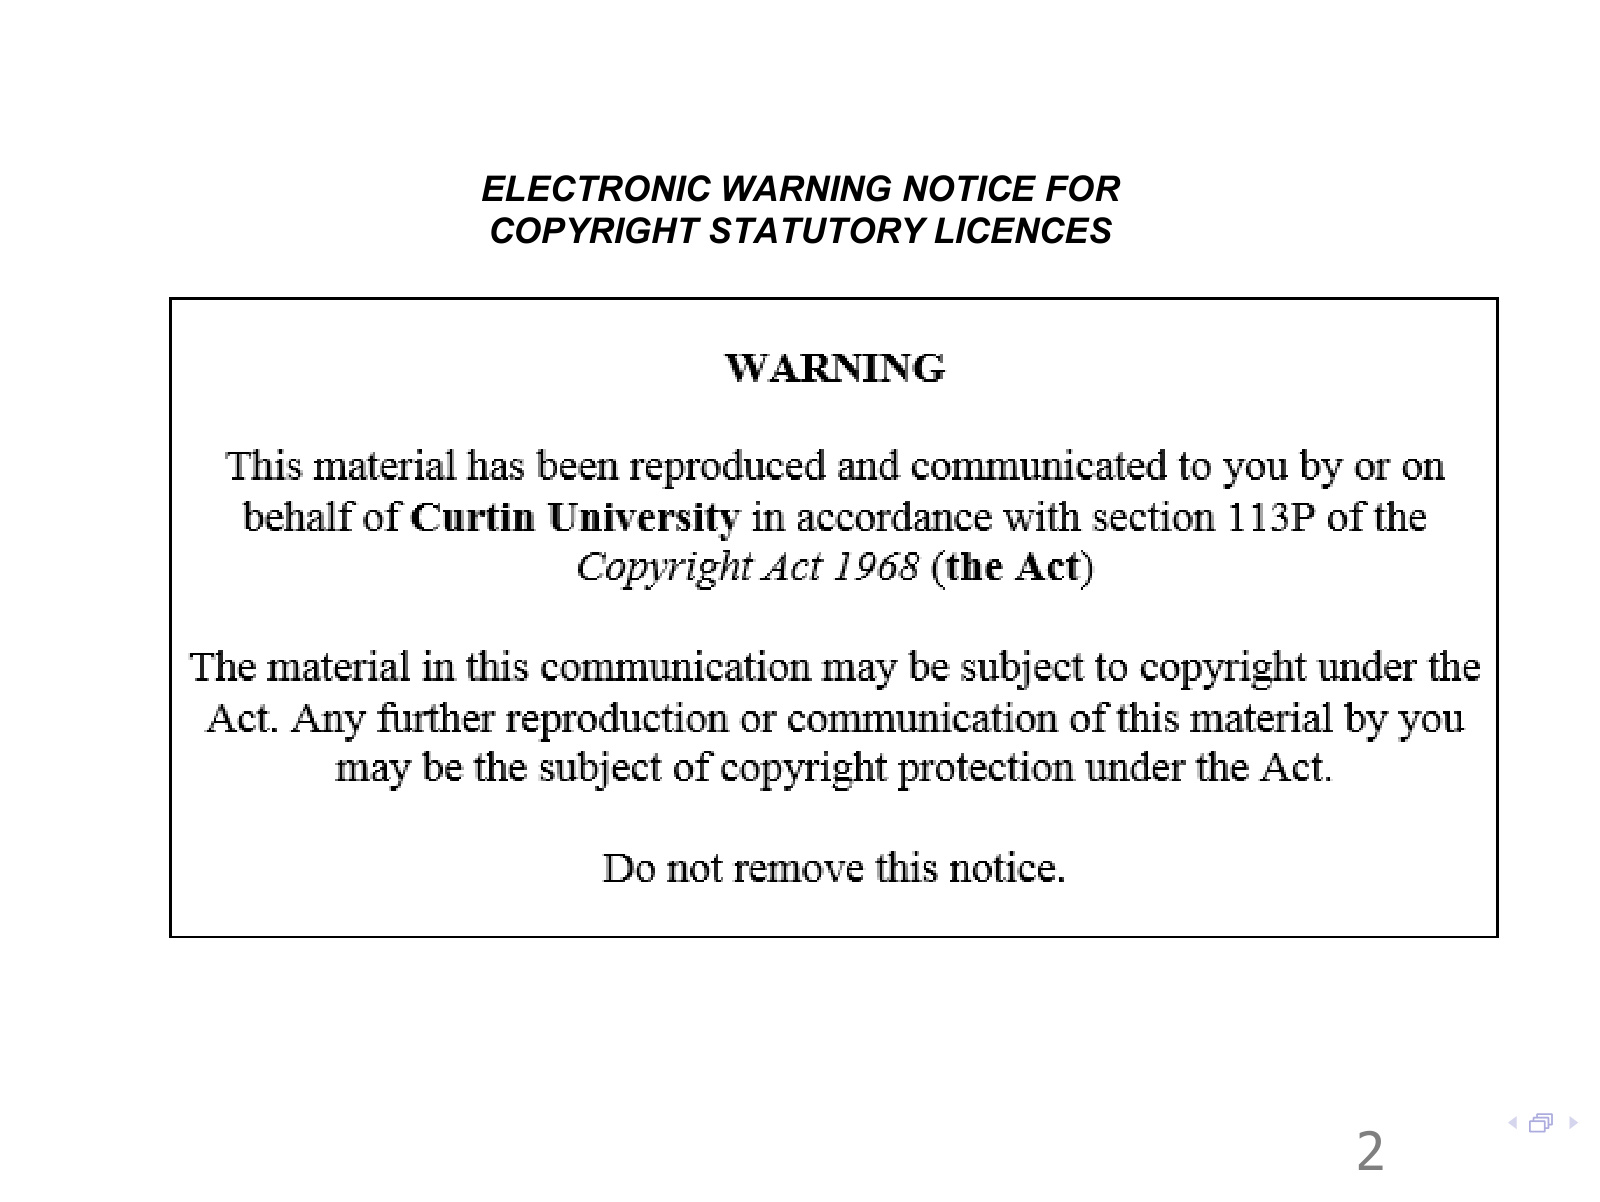 ELECTRONIC WARNING NOTICE FOR
COPYRIGHT STATUTORY LICENCES
WARNING
This material has been reproduced and communicated to you by or on
behalf of Curtin University in accordance with section 113P of the
Copyright Act 1968 (the Act)
The material in this communication may be subject to copyright under the
Act. Any further reproduction or communication of this material by you
may be the subject of copyright protection under the Act.
Do not remove this notice.
2